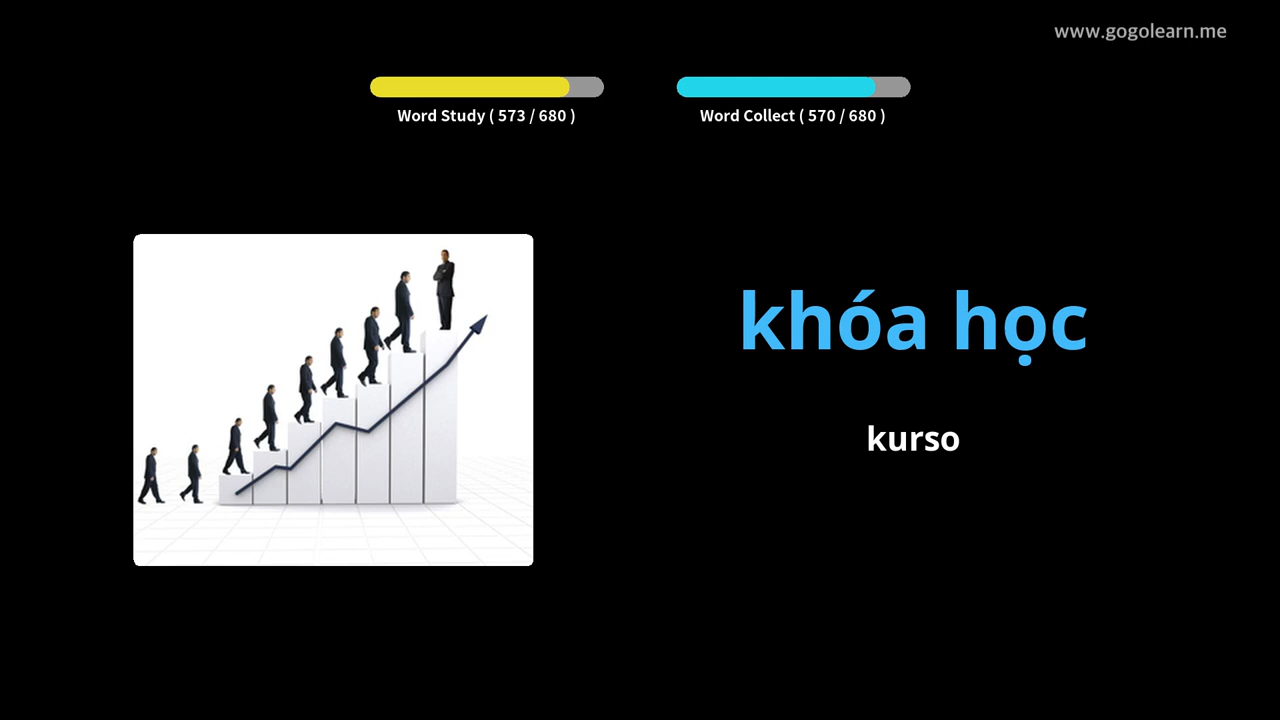 www.gogolearn.me
Word Study ( 573 / 680 )
Word Collect ( 570 / 680 )
khóa học
kurso